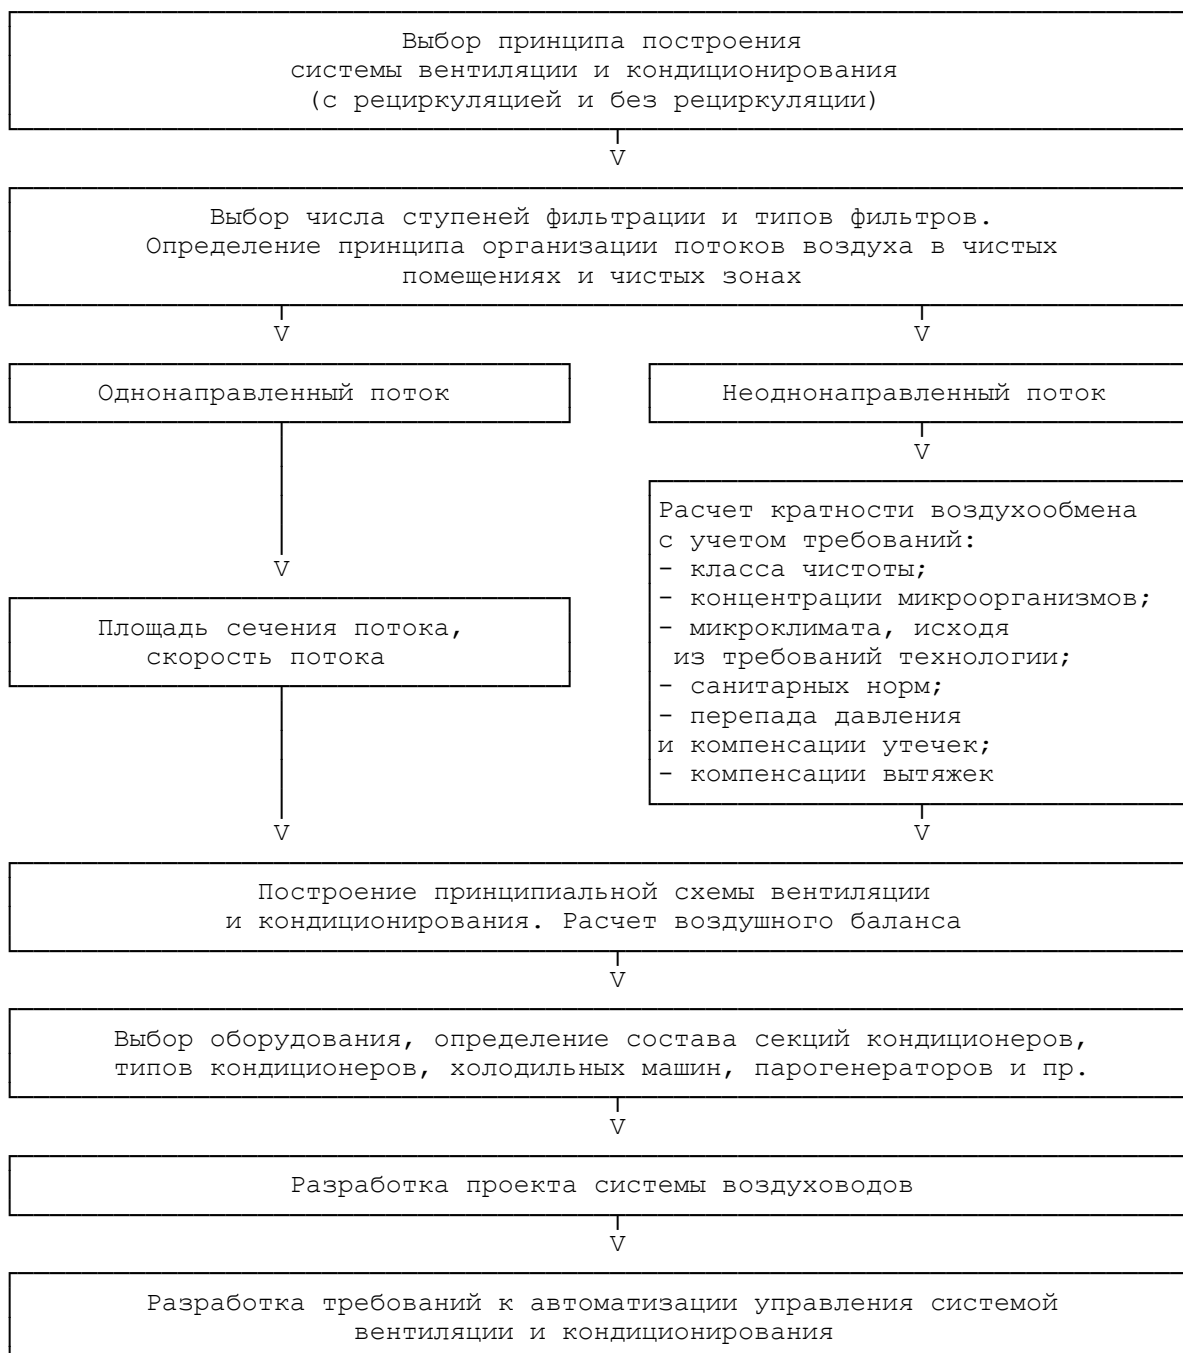 Выбор принципа построения
системы вентиляции и кондиционирования
(с рециркуляцией и без рециркуляции)
V
Выбор числа ступеней фильтрации и типов фильтров.
Определение принципа организации потоков воздуха в чистых
помещениях и чистых зонах
V
V
Однонаправленный поток
Неоднонаправленный поток
V
Расчет кратности воздухообмена
с учетом требований:
- класса чистоты;
- концентрации микроорганизмов;
- микроклимата, исходя
из требований технологии;
- санитарных норм;
- перепада давления
и компенсации утечек;
- компенсации вытяжек
V
Площадь сечения потока,
скорость потока
V
V
Построение принципиальной схемы вентиляции
и кондиционирования. Расчет воздушного баланса
V
Выбор оборудования, определение состава секций кондиционеров,
типов кондиционеров, холодильных машин, парогенераторов и пр.
V
Разработка проекта системы воздуховодов
V
Разработка требований к автоматизации управления системой
вентиляции и кондиционирования